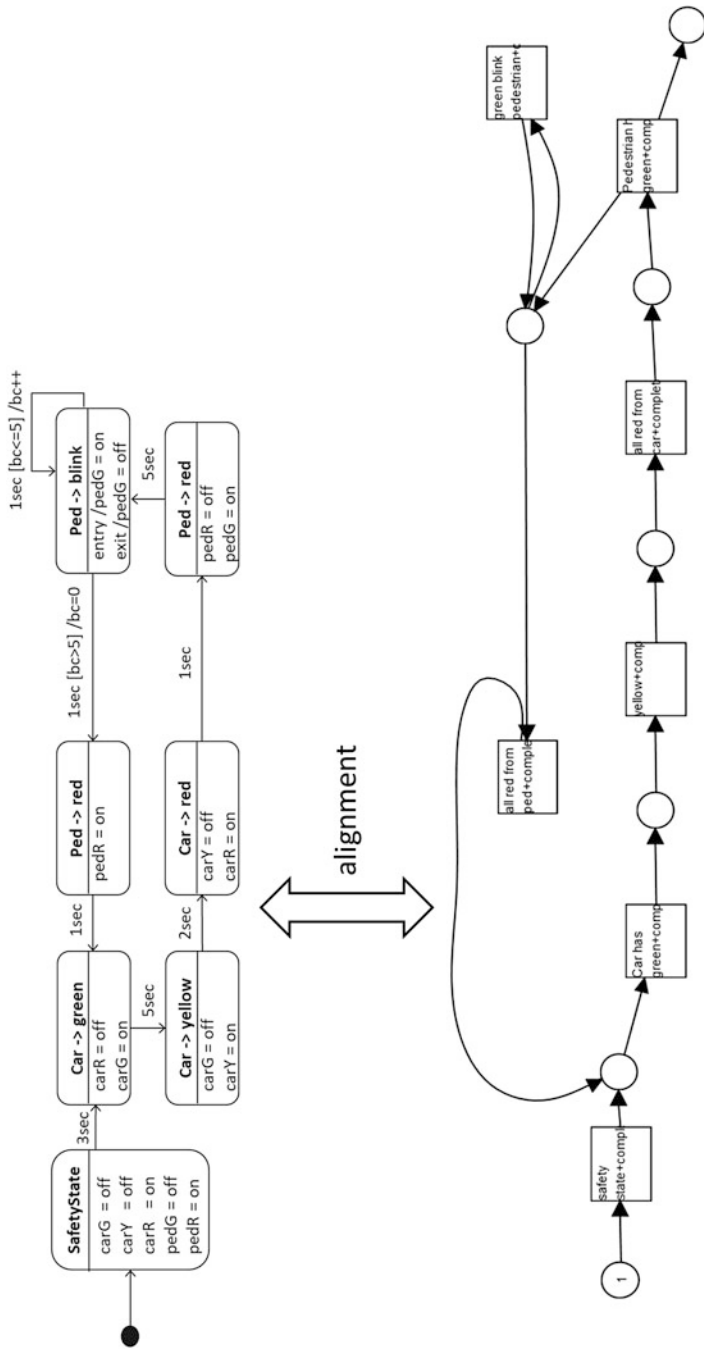 SafetyState
carG = off
carY = off
carR = on
pedG = off
pedR = on
3sec
Car -> green
carR = off
carG = on
1sec
Ped -> red
pedR = on
1sec [bc>5] /bc=0
Ped -> blink
entry /pedG = on
exit /pedG = off
1sec [bc<=5] /bc++
5sec
Car -> yellow
carG = off
carY = on
2sec
Car -> red
carY = off
carR = on
1sec
Ped -> red
pedR = off
pedG = on
5sec
alignment
all red from
ped+comple
green blink
pedestrian+c
1
safety
state+compl
Car has
green+comp
yellow+comp
all red from
car+complet
Pedestrian h
green+comp